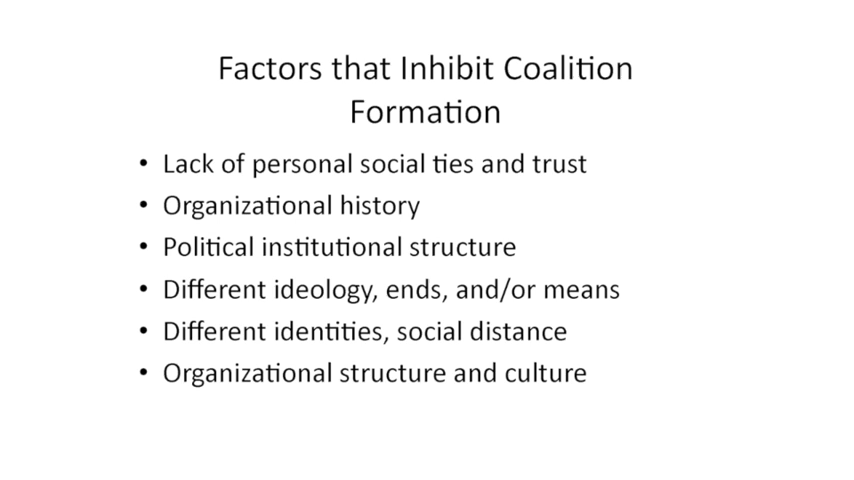 Factors that Inhibit Coalition
Formation
• Lack of personal social ties and trust
• Organizational history
• Political institutional structure
• Different ideology, ends, and/or means
• Different identities, social distance
• Organizational structure and culture